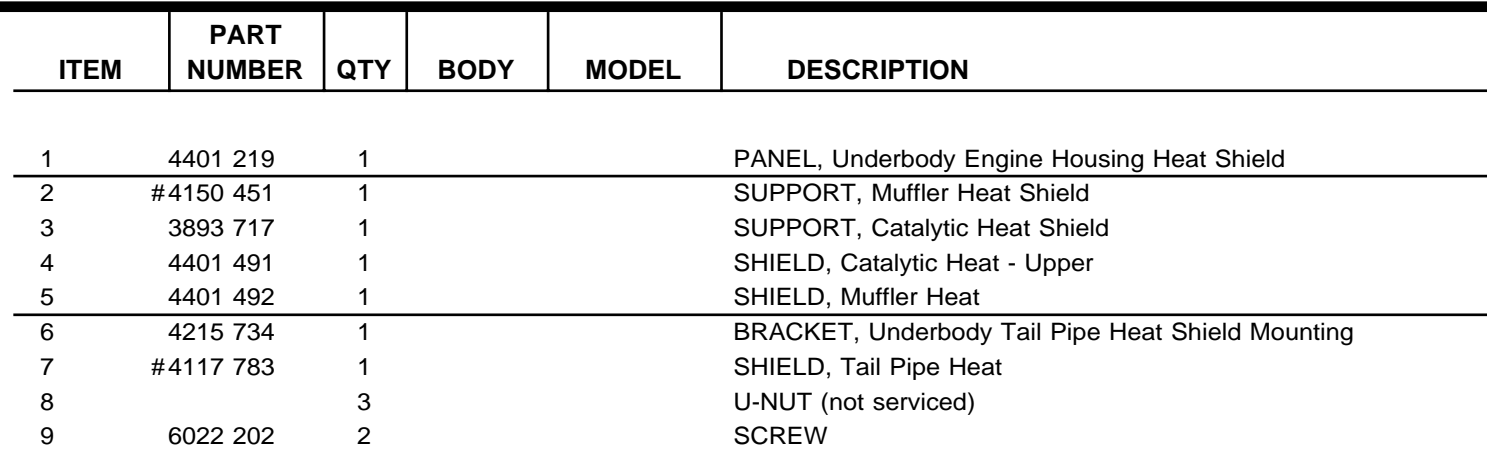 ITEM PART NUMBER QTY BODY MODEL DESCRIPTION
1 4401 219 1 PANEL, Underbody Engine Housing Heat Shield
2 #4150 451 1 SUPPORT, Muffler Heat Shield
3 3893 717 1 SUPPORT, Catalytic Heat Shield
4 4401 491 1 SHIELD, Catalytic Heat - Upper
5 4401 492 1 SHIELD, Muffler Heat
6 4215 734 1 BRACKET, Underbody Tail Pipe Heat Shield Mounting
7 #4117 783 1 SHIELD, Tail Pipe Heat
8 3 U-NUT (not serviced)
9 6022 202 2 SCREW